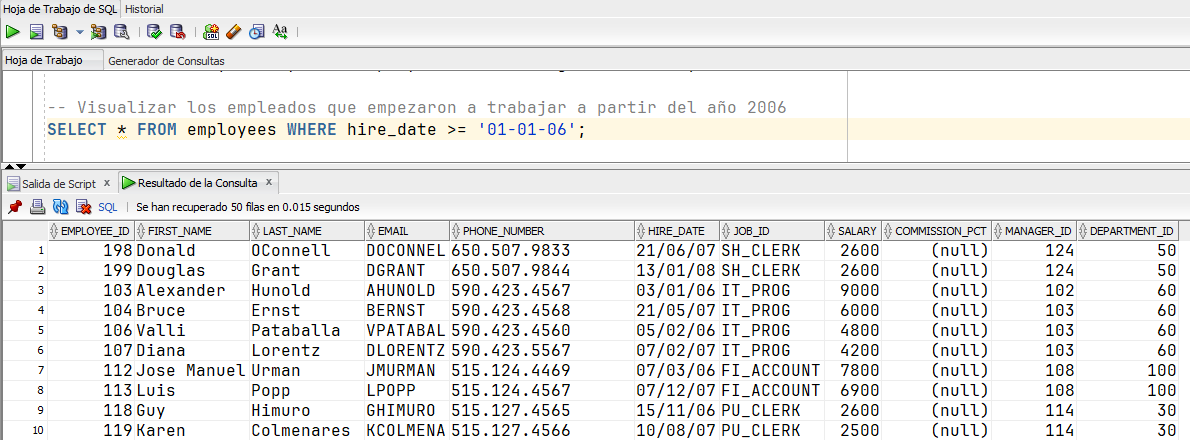 Hoja de Trabajo de SQL Historial
Hoja de Trabajo Generador de Consultas
-- Visualizar los empleados que empezaron a trabajar a partir del año 2006
SELECT * FROM employees WHERE hire_date >= '01-01-06';
Salida de Script x Resultado de la Consulta x
SQL | Se han recuperado 50 filas en 0.015 segundos
EMPLOYEE_ID FIRST_NAME LAST_NAME EMAIL PHONE_NUMBER HIRE_DATE JOB_ID SALARY COMMISSION_PCT MANAGER_ID DEPARTMENT_ID
1 198 Donald OConnell DOCONNEL 650.507.9833 21/06/07 SH_CLERK 2600 (null) 124 50
2 199 Douglas Grant DGRANT 650.507.9844 13/01/08 SH_CLERK 2600 (null) 124 50
3 103 Alexander Hunold AHUNOLD 590.423.4567 03/01/06 IT_PROG 9000 (null) 102 60
4 104 Bruce Ernst BERNST 590.423.4568 21/05/07 IT_PROG 6000 (null) 103 60
5 106 Valli Pataballa VPATABAL 590.423.4560 05/02/06 IT_PROG 4800 (null) 103 60
6 107 Diana Lorentz DLORENTZ 590.423.5567 07/02/07 IT_PROG 4200 (null) 103 60
7 112 Jose Manuel Urman JMURMAN 515.124.4469 07/03/06 FI_ACCOUNT 7800 (null) 108 100
8 113 Luis Popp LPOPP 515.124.4567 07/12/07 FI_ACCOUNT 6900 (null) 108 100
9 118 Guy Himuro GHIMURO 515.127.4565 15/11/06 PU_CLERK 2600 (null) 114 30
10 119 Karen Colmenares KCOLMENA 515.127.4566 10/08/07 PU_CLERK 2500 (null) 114 30